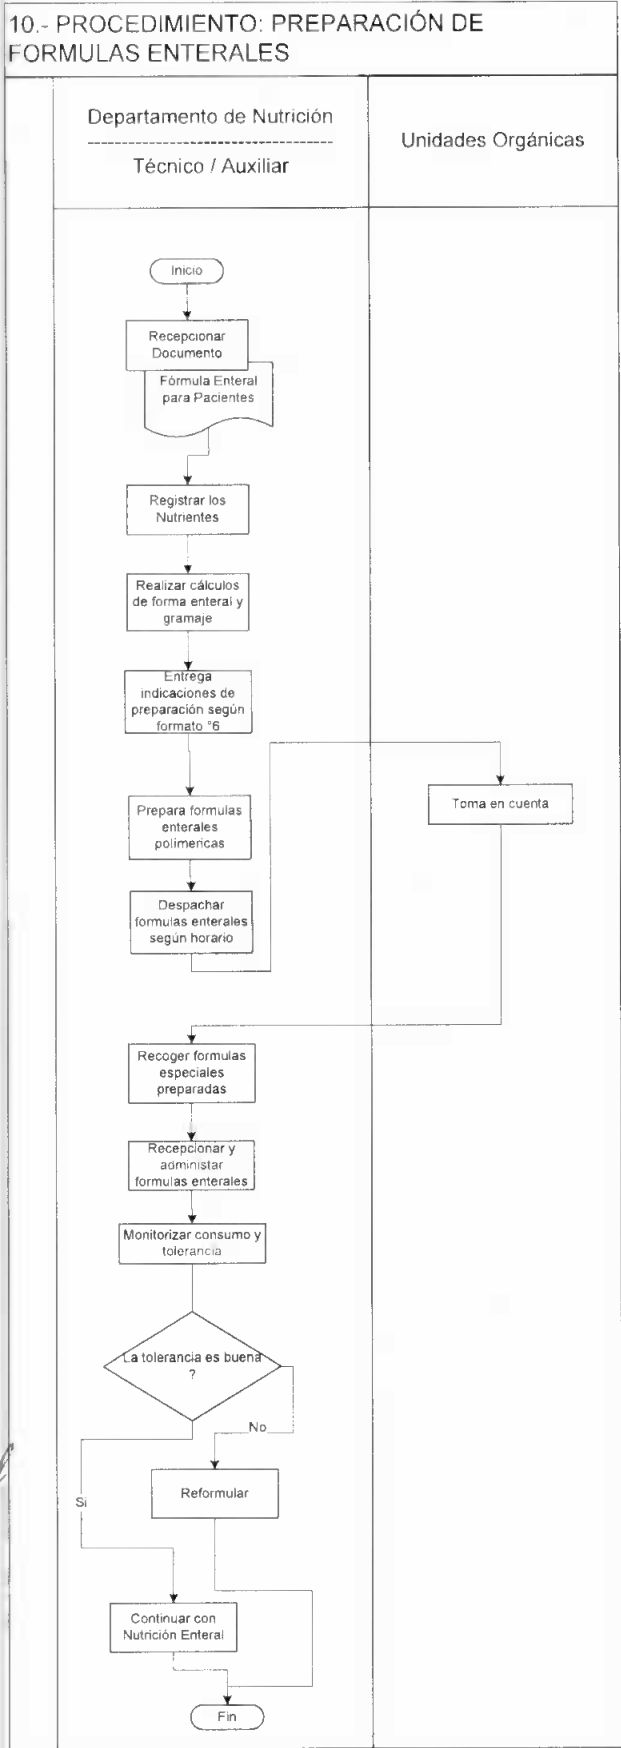 10.- PROCEDIMIENTO: PREPARACIÓN DE
FORMULAS ENTERALES
Departamento de Nutrición
Técnico / Auxiliar
Unidades Orgánicas
Inicio
Recepcionar
Documento
Fórmula Enteral
para Pacientes
Registrar los
Nutrientes
Realizar cálculos
de forma enteral y
gramaje
Entrega
indicaciones de
preparación según
formato °6
Toma en cuenta
Prepara formulas
enterales
polimericas
Despachar
formulas enterales
según horario
Recoger formulas
especiales
preparadas
Recepcionar y
administar
formulas enterales
Monitorizar consumo y
tolerancia
La tolerancia es buena
?
No
Reformular
Si
Continuar con
Nutrición Enteral
Fin